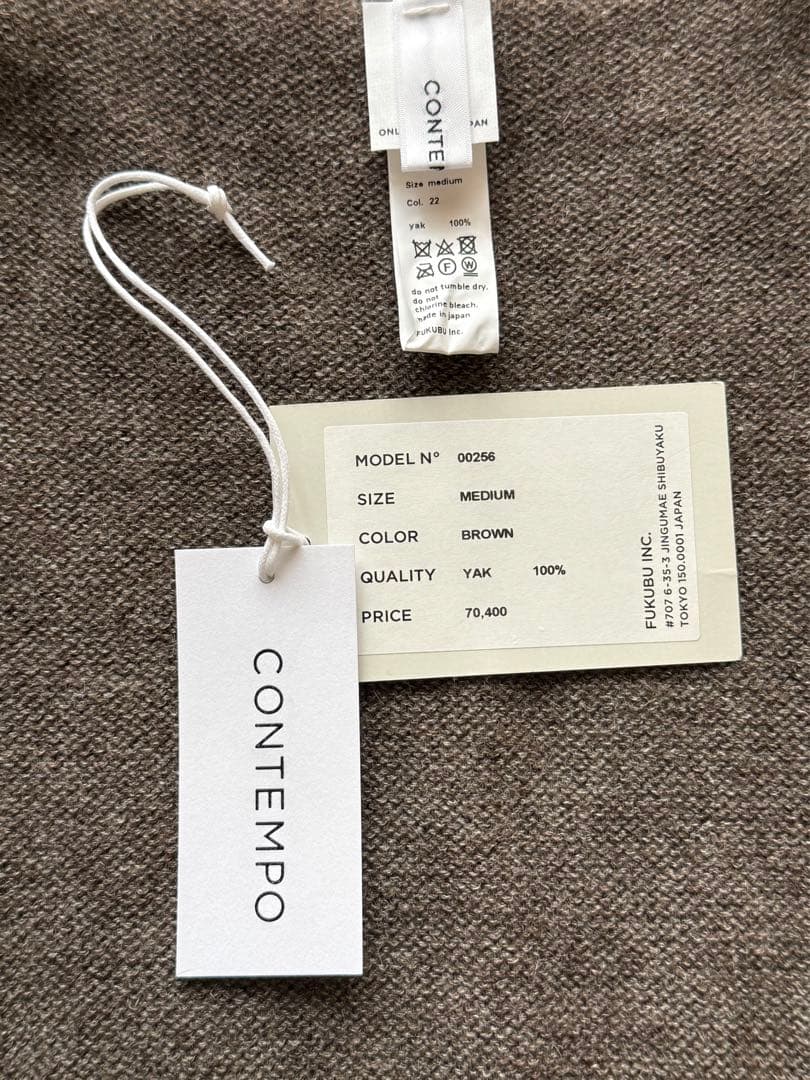 CONTE
Size medium
Col. 22
yak 100%
F W
do not tumble dry.
do not
chlorine bleach.
made in japan
FUKUBU Inc.
MODEL N° 00256
SIZE MEDIUM
COLOR BROWN
QUALITY YAK 100%
PRICE 70,400
FUKUBU INC.
#707 6-35-3 JINGUMAE SHIBUYAKU
TOKYO 150.0001 JAPAN
CONTEMPO